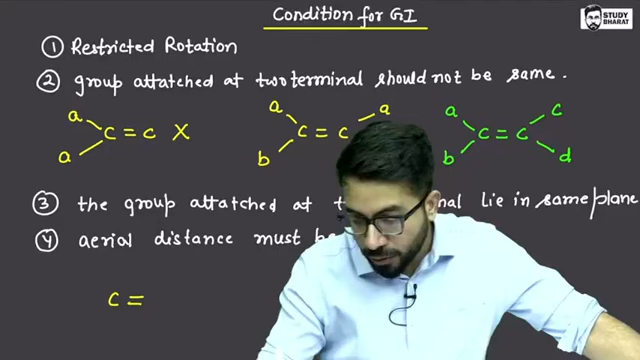 Condition for GI
STUDY BHARAT
① Restricted Rotation
② group attatched at two terminal should not be same.
a a C = C X
a b C = C a
a b C = C c d
③ the group attatched at nal Lie in same plane
④ aerial distance must be
C =